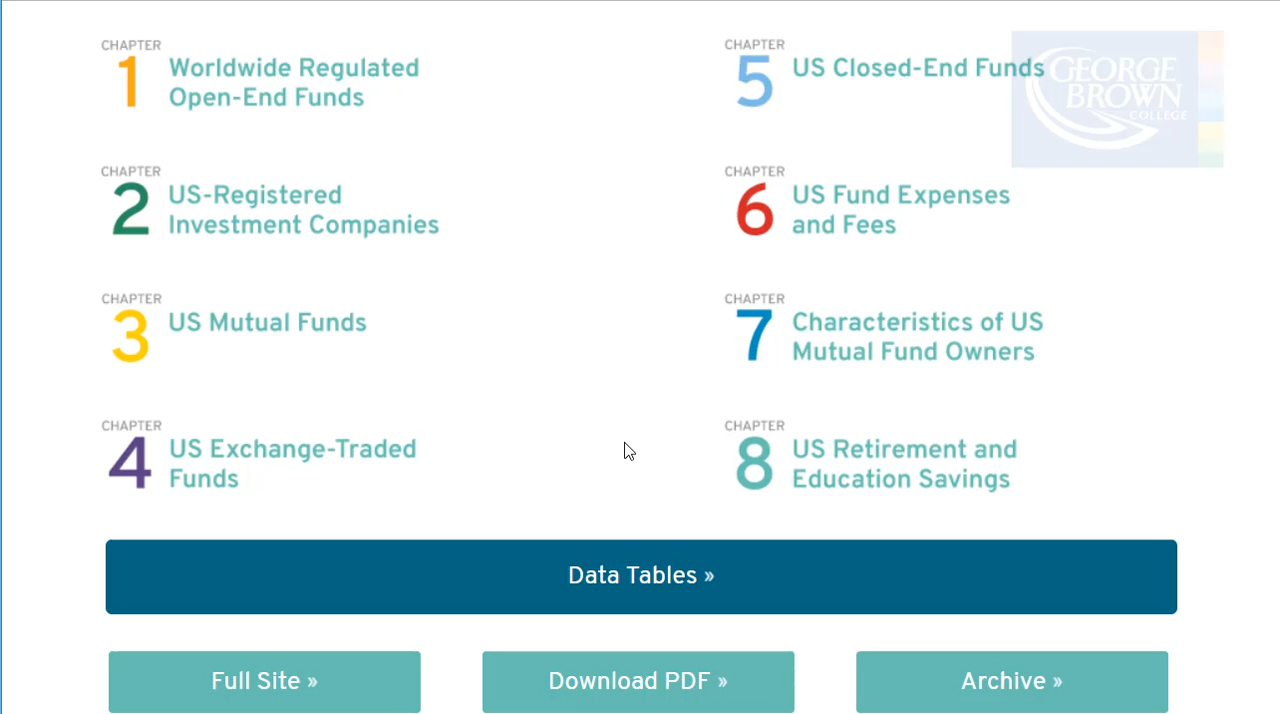 CHAPTER
1
Worldwide Regulated
Open-End Funds
CHAPTER
2
US-Registered
Investment Companies
CHAPTER
3
US Mutual Funds
CHAPTER
4
US Exchange-Traded
Funds
CHAPTER
5
US Closed-End Funds
CHAPTER
6
US Fund Expenses
and Fees
CHAPTER
7
Characteristics of US
Mutual Fund Owners
CHAPTER
8
US Retirement and
Education Savings
GEORGE
BROWN
COLLEGE
Data Tables »
Full Site »
Download PDF »
Archive »